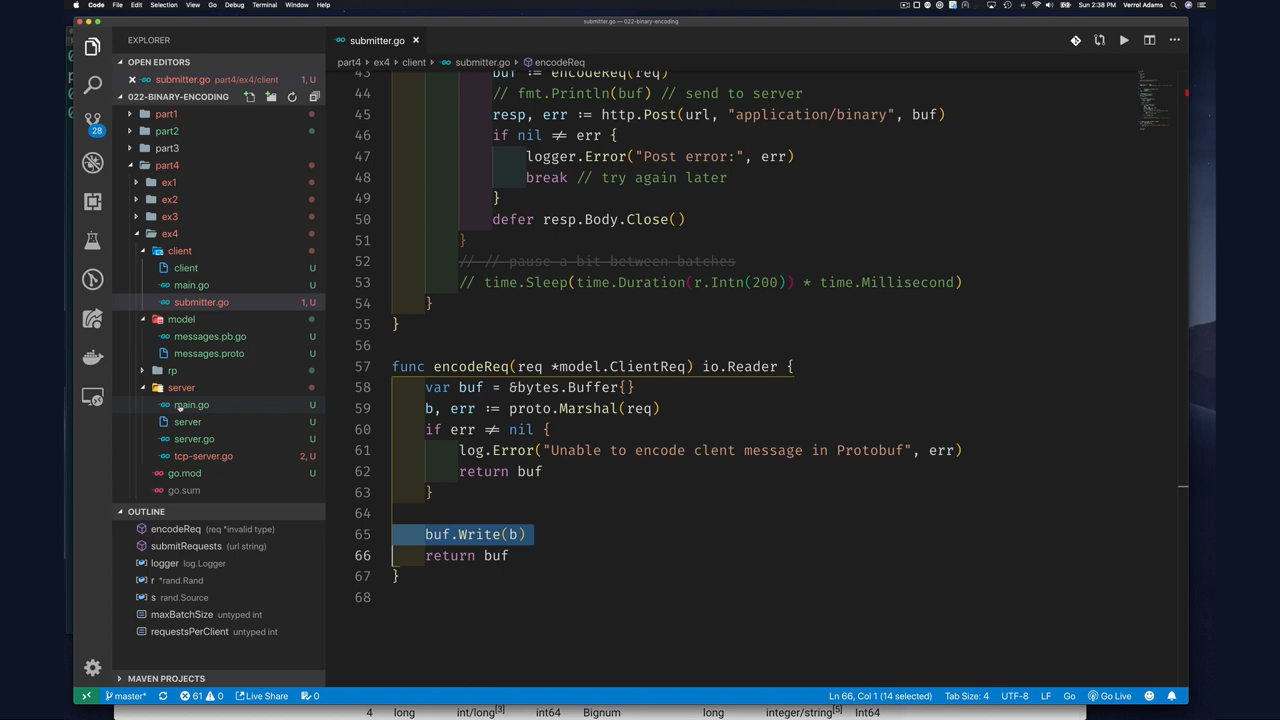 Code File Edit Selection View Go Debug Terminal Window Help
Sun 2:38 PM Verrol Adams
submitter.go — 022-binary-encoding
EXPLORER
submitter.go
OPEN EDITORS
submitter.go part4/ex4/client 1, U
part4 ex4 client submitter.go encodeReq
022-BINARY-ENCODING
part1
part2
part3
part4
ex1
ex2
ex3
ex4
client
client U
main.go U
submitter.go 1, U
model
messages.pb.go U
messages.proto U
rp
server
main.go U
server U
server.go U
tcp-server.go 2, U
go.mod U
go.sum
OUTLINE
encodeReq (req *invalid type)
submitRequests (url string)
logger log.Logger
r *rand.Rand
s rand.Source
maxBatchSize untyped int
requestsPerClient untyped int
MAVEN PROJECTS
28
43 buf := encodeReq(req)
44 // fmt.Println(buf) // send to server
45 resp, err := http.Post(url, "application/binary", buf)
46 if nil ≠ err {
47 logger.Error("Post error:", err)
48 break // try again later
49 }
50 defer resp.Body.Close()
51 }
52 // // pause a bit between batches
53 // time.Sleep(time.Duration(r.Intn(200)) * time.Millisecond)
54 }
55 }
56
57 func encodeReq(req *model.ClientReq) io.Reader {
58 var buf = &bytes.Buffer{}
59 b, err := proto.Marshal(req)
60 if err ≠ nil {
61 log.Error("Unable to encode clent message in Protobuf", err)
62 return buf
63 }
64
65 buf.Write(b)
66 return buf
67 }
68
master* 61 0 Live Share 0
Ln 66, Col 1 (14 selected) Tab Size: 4 UTF-8 LF Go Go Live
4 long int/long[3] int64 Bignum long integer/string[5] Int64